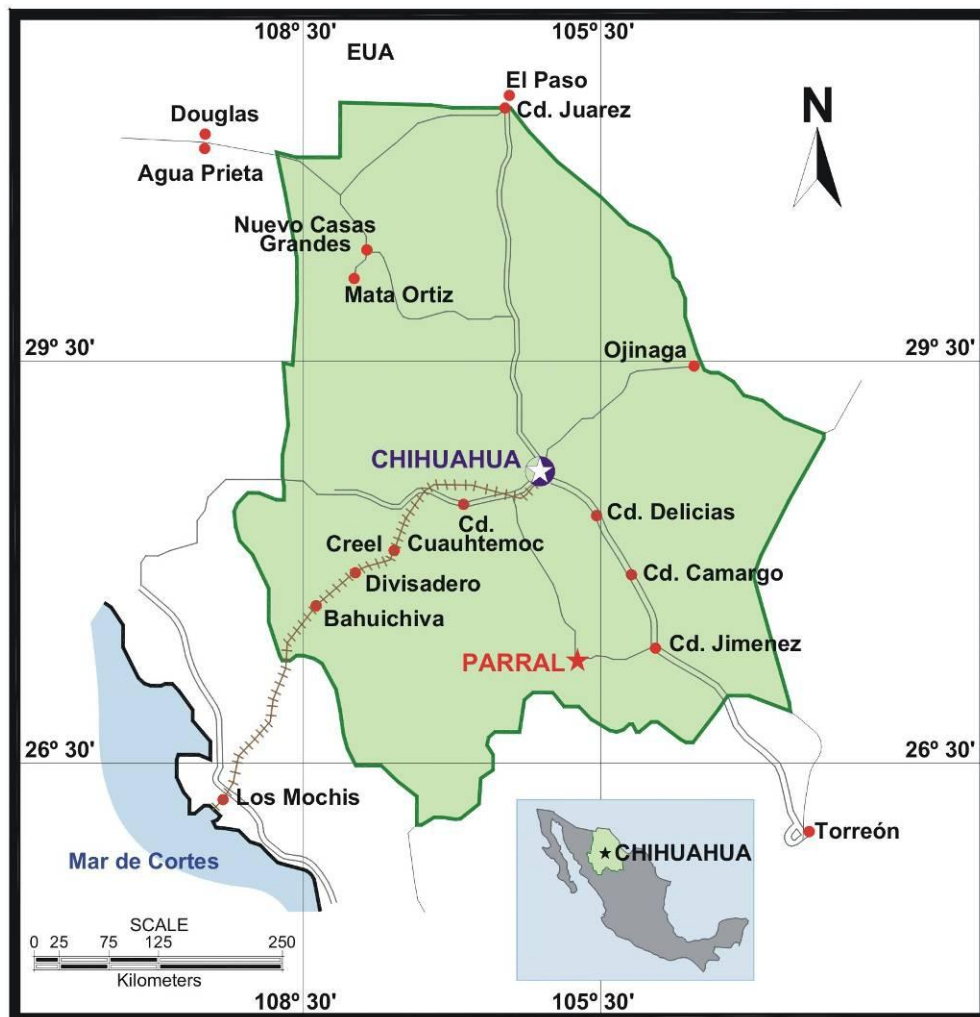 108º 30'
105º 30'
EUA
El Paso
Cd. Juarez
Douglas
Agua Prieta
N
Nuevo Casas
Grandes
Mata Ortiz
29º 30'
29º 30'
Ojinaga
CHIHUAHUA
Cd.
Cuauhtemoc
Cd. Delicias
Creel
Divisadero
Cd. Camargo
Bahuichiva
Cd. Jimenez
PARRAL
26º 30'
26º 30'
Los Mochis
Torreón
Mar de Cortes
CHIHUAHUA
SCALE
0 25 75 125 250
Kilometers
108º 30'
105º 30'